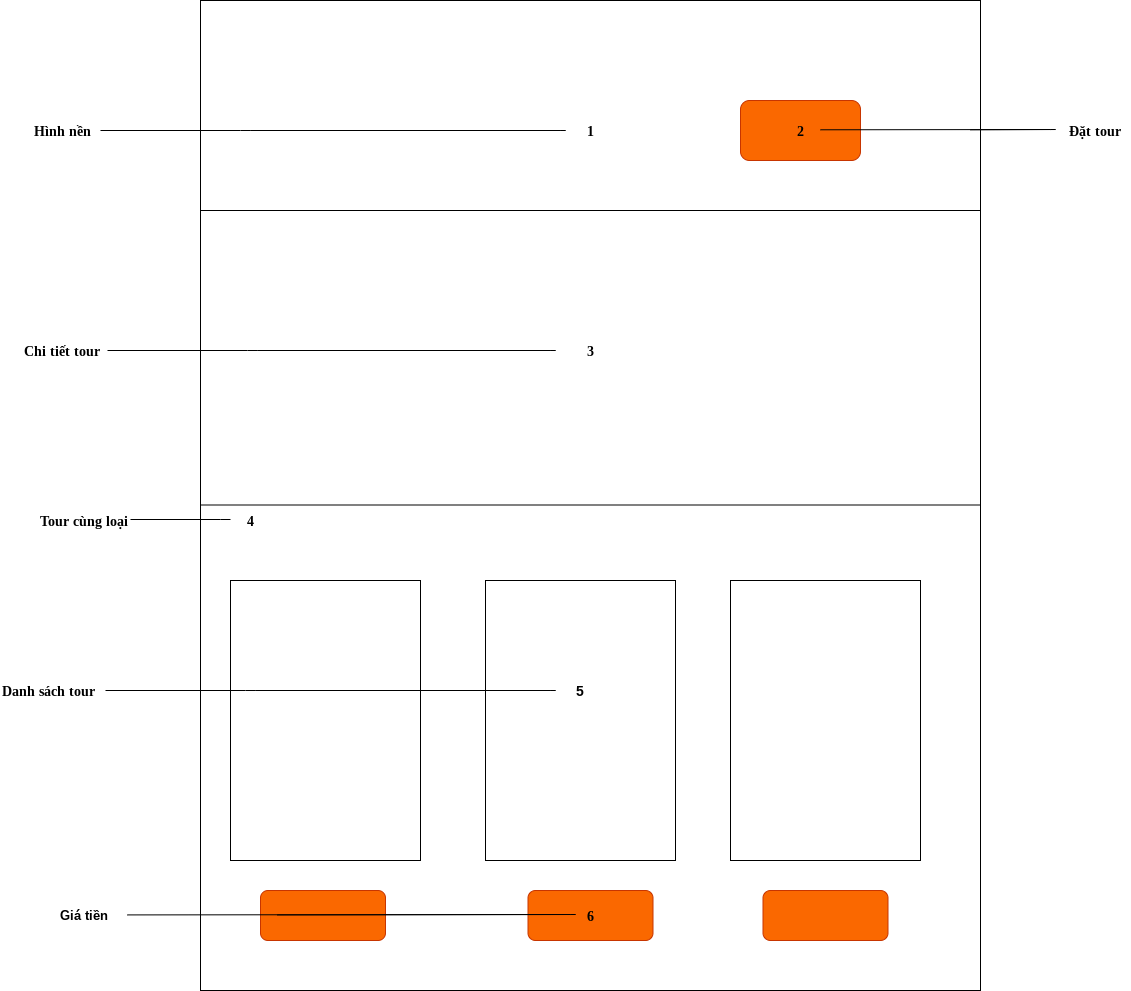 Hình nền
1
2
Đặt tour
Chi tiết tour
3
Tour cùng loại
4
Danh sách tour
5
Giá tiền
6